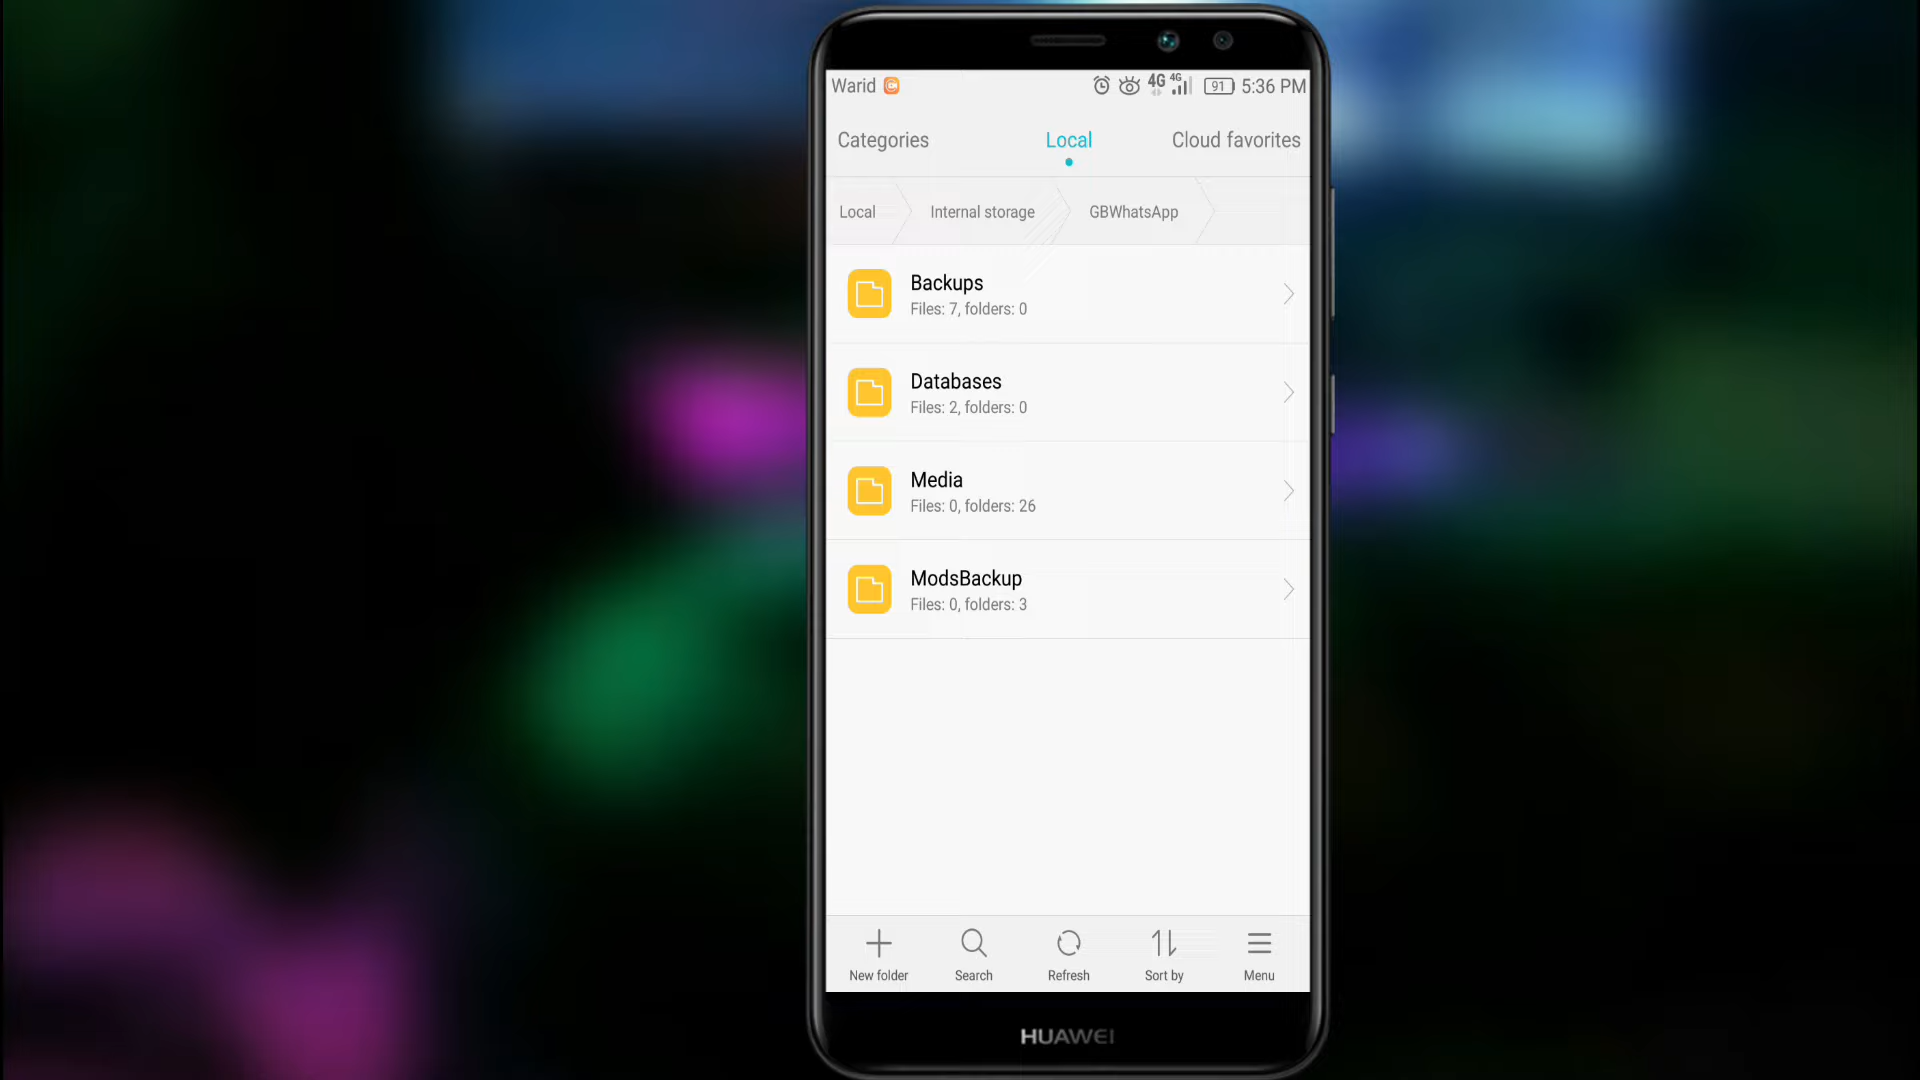 Warid 4G 4G 91 5:36 PM
Categories Local Cloud favorites
Local Internal storage GBWhatsApp
Backups
Files: 7, folders: 0
Databases
Files: 2, folders: 0
Media
Files: 0, folders: 26
ModsBackup
Files: 0, folders: 3
New folder Search Refresh Sort by Menu
HUAWEI